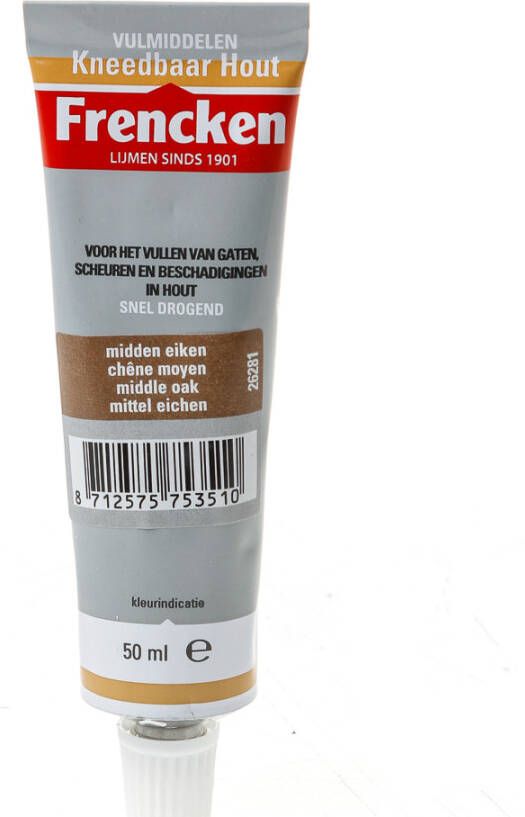 VULMIDDELEN
Kneedbaar Hout
Frencken
LIJMEN SINDS 1901
VOOR HET VULLEN VAN GATEN,
SCHEUREN EN BESCHADIGINGEN
IN HOUT
SNEL DROGEND
midden eiken
chêne moyen
middle oak
mittel eichen
26281
8 712575 753510
kleurindicatie
50 ml ℮